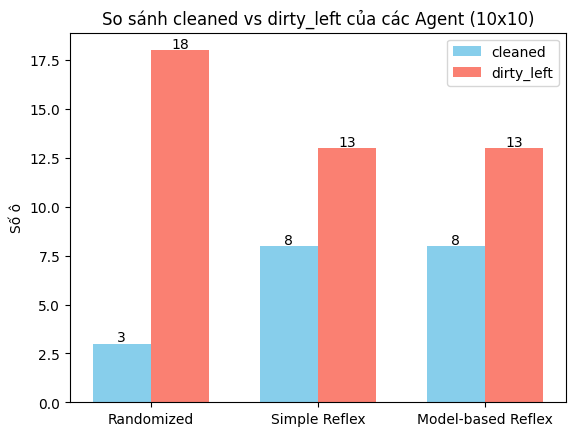 So sánh cleaned vs dirty_left của các Agent (10x10)
cleaned
dirty_left
Số ô
17.5
15.0
12.5
10.0
7.5
5.0
2.5
0.0
3
18
8
13
8
13
Randomized
Simple Reflex
Model-based Reflex